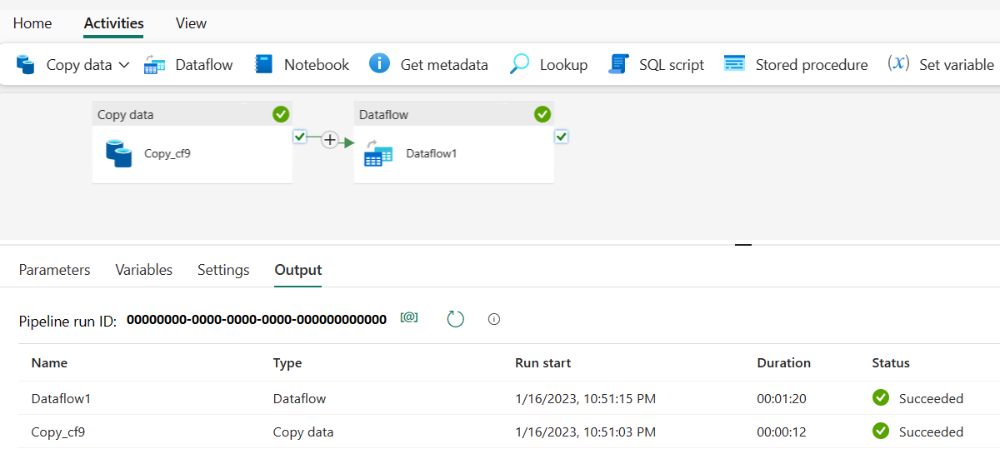 Home Activities View
Copy data Dataflow Notebook Get metadata Lookup SQL script Stored procedure (x) Set variable
Copy data Dataflow
Copy_cf9 Dataflow1
Parameters Variables Settings Output
Pipeline run ID: 00000000-0000-0000-0000-000000000000 [@]
Name Type Run start Duration Status
Dataflow1 Dataflow 1/16/2023, 10:51:15 PM 00:01:20 Succeeded
Copy_cf9 Copy data 1/16/2023, 10:51:03 PM 00:00:12 Succeeded